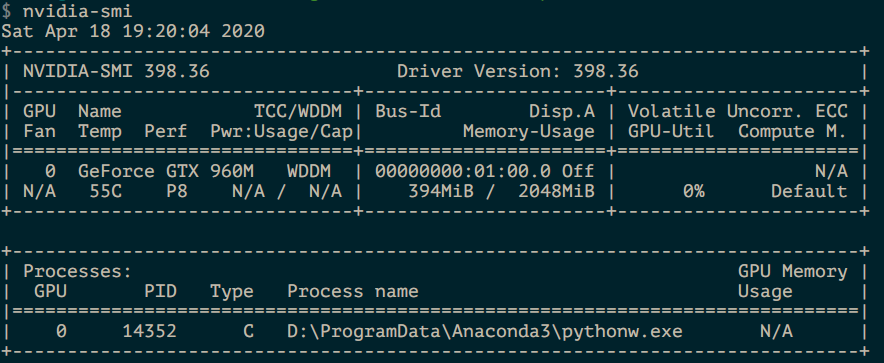 $ nvidia-smi
Sat Apr 18 19:20:04 2020
+-----------------------------------------------------------------------------+
| NVIDIA-SMI 398.36                 Driver Version: 398.36                    |
|-------------------------------+----------------------+----------------------+
| GPU  Name            TCC/WDDM | Bus-Id        Disp.A | Volatile Uncorr. ECC |
| Fan  Temp  Perf  Pwr:Usage/Cap|         Memory-Usage | GPU-Util  Compute M. |
|===============================+======================+======================|
|   0  GeForce GTX 960M   WDDM  | 00000000:01:00.0 Off |                  N/A |
| N/A   55C    P8    N/A /  N/A |    394MiB /  2048MiB |      0%      Default |
+-------------------------------+----------------------+----------------------+

+-----------------------------------------------------------------------------+
| Processes:                                                       GPU Memory |
|  GPU       PID   Type   Process name                             Usage      |
|=============================================================================|
|    0     14352      C   D:\ProgramData\Anaconda3\pythonw.exe       N/A      |
+-----------------------------------------------------------------------------+